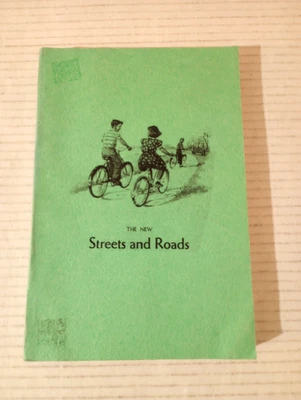 THE NEW
Streets and Roads